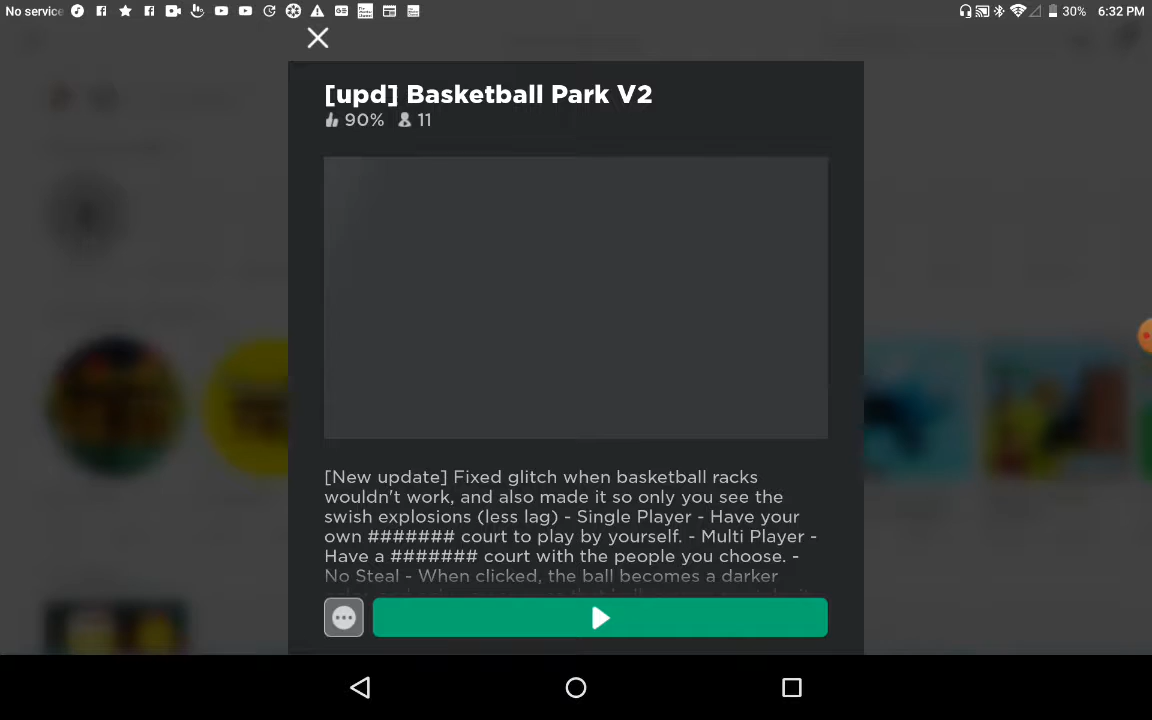 No service 30% 6:32 PM
[upd] Basketball Park V2
90% 11
[New update] Fixed glitch when basketball racks
wouldn't work, and also made it so only you see the
swish explosions (less lag) - Single Player - Have your
own ####### court to play by yourself. - Multi Player -
Have a ####### court with the people you choose. -
No Steal - When clicked, the ball becomes a darker